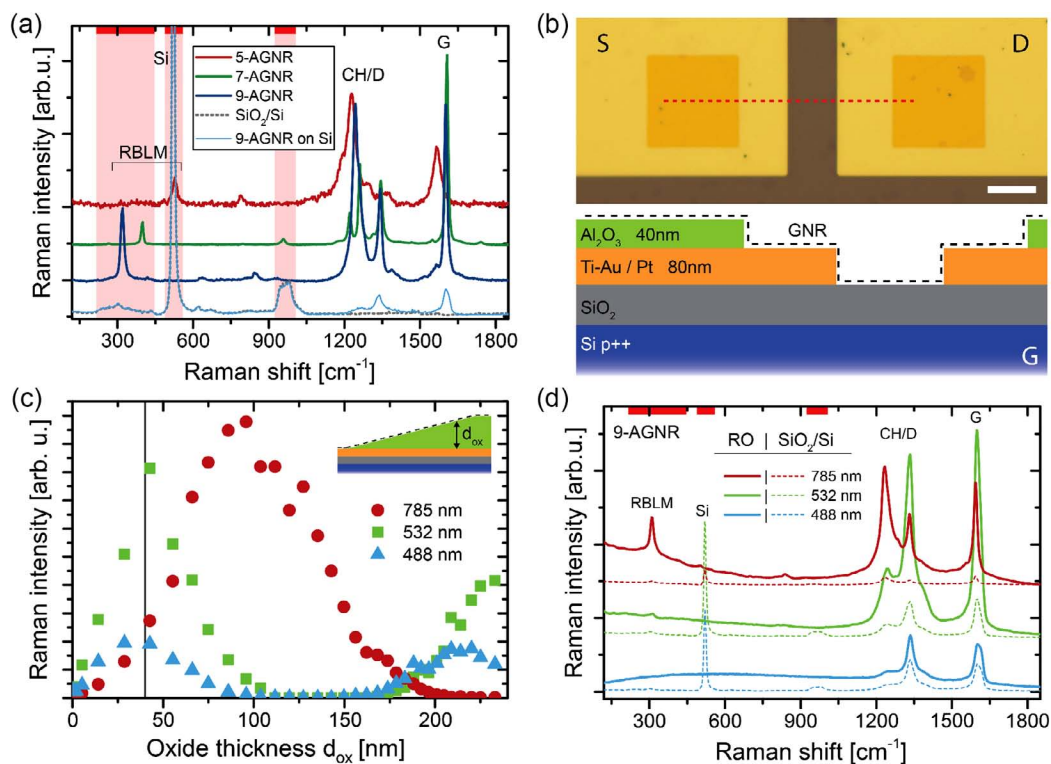 (a)
Raman intensity [arb.u.]
Si
RBLM
CH/D
G
5-AGNR
7-AGNR
9-AGNR
SiO₂/Si
9-AGNR on Si
300 600 900 1200 1500 1800
Raman shift [cm⁻¹]
(b)
S
D
Al₂O₃ 40nm
GNR
Ti-Au / Pt 80nm
SiO₂
Si p++
G
(c)
Raman intensity [arb. u.]
d_ox
785 nm
532 nm
488 nm
0 50 100 150 200
Oxide thickness d_ox [nm]
(d)
Raman intensity [arb. u.]
9-AGNR
RO | SiO₂/Si
785 nm
532 nm
488 nm
RBLM
Si
CH/D
G
300 600 900 1200 1500 1800
Raman shift [cm⁻¹]